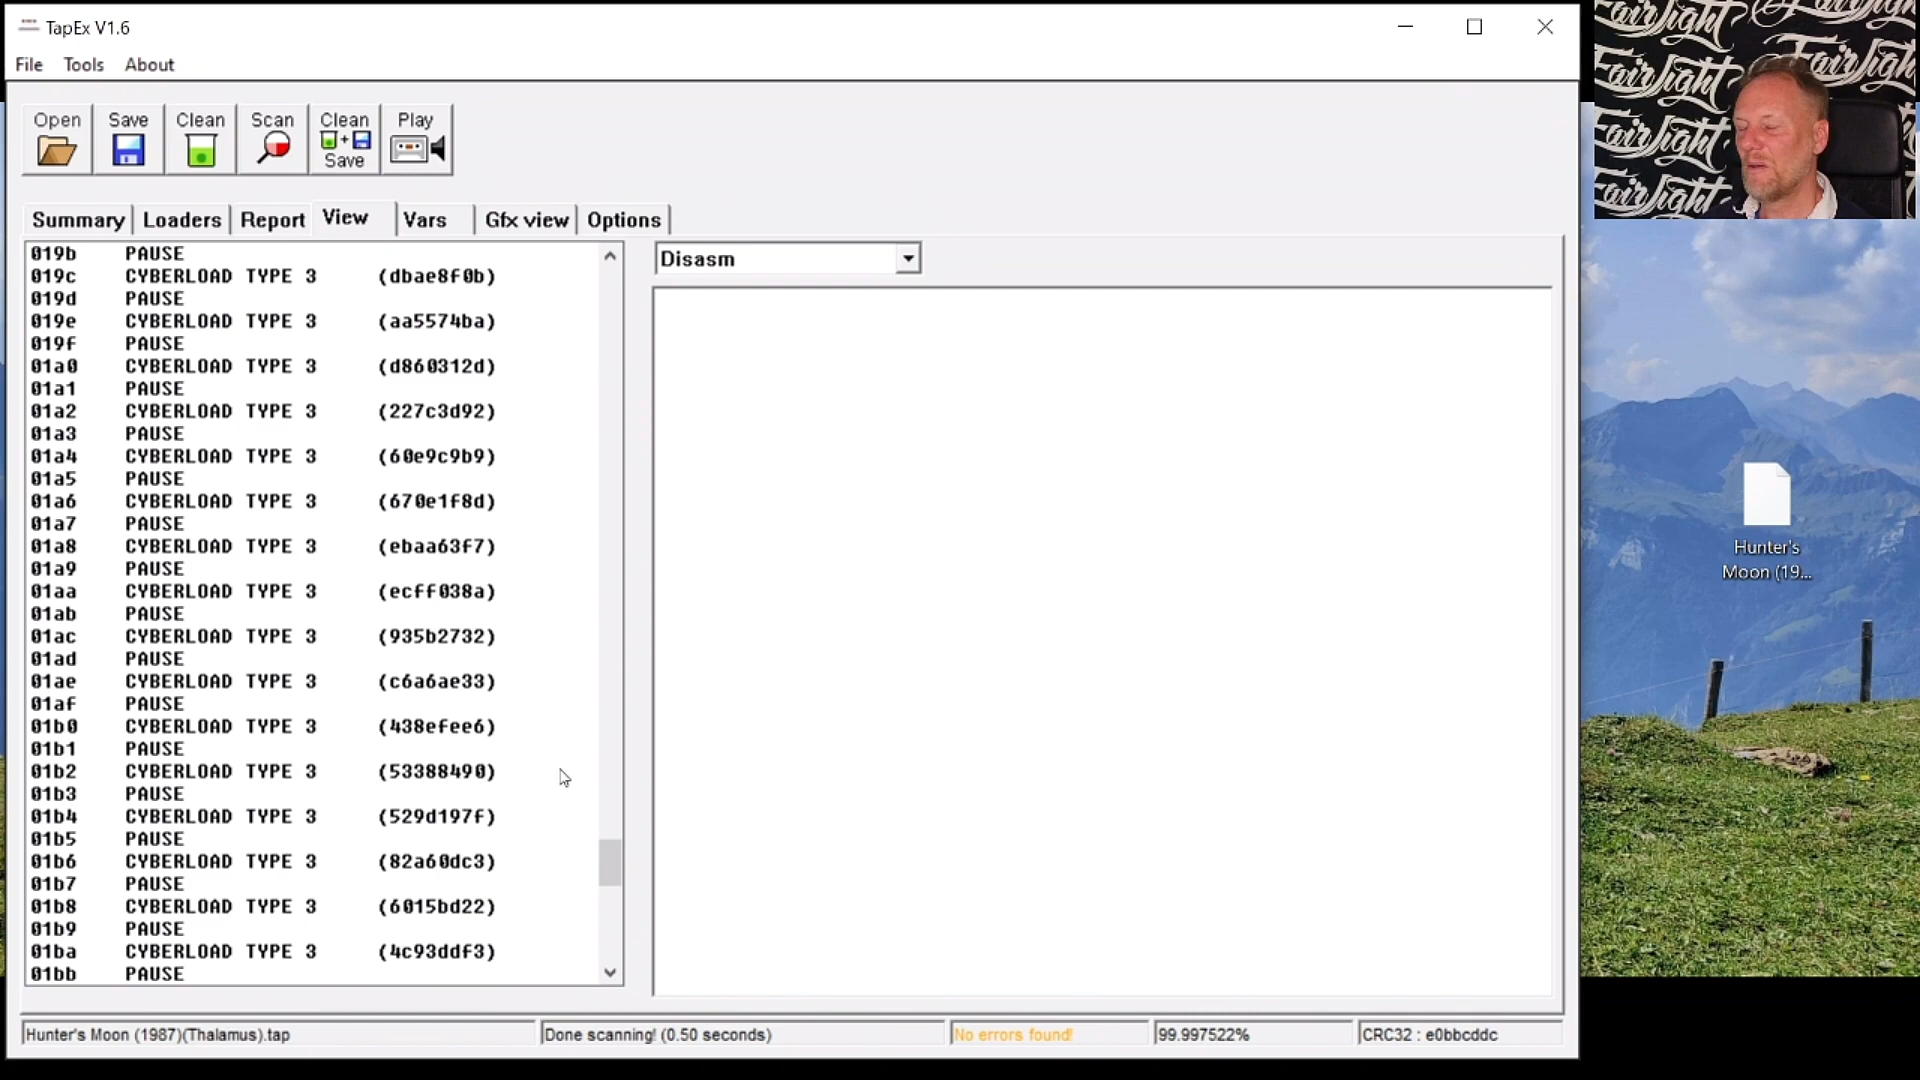 TapEx V1.6
File Tools About
Open Save Clean Scan Clean Save Play
Summary Loaders Report View Vars Gfx view Options
Disasm
019b PAUSE
019c CYBERLOAD TYPE 3 (dbae8f0b)
019d PAUSE
019e CYBERLOAD TYPE 3 (aa5574ba)
019f PAUSE
01a0 CYBERLOAD TYPE 3 (d860312d)
01a1 PAUSE
01a2 CYBERLOAD TYPE 3 (227c3d92)
01a3 PAUSE
01a4 CYBERLOAD TYPE 3 (60e9c9b9)
01a5 PAUSE
01a6 CYBERLOAD TYPE 3 (670e1f8d)
01a7 PAUSE
01a8 CYBERLOAD TYPE 3 (ebaa63f7)
01a9 PAUSE
01aa CYBERLOAD TYPE 3 (ecff038a)
01ab PAUSE
01ac CYBERLOAD TYPE 3 (935b2732)
01ad PAUSE
01ae CYBERLOAD TYPE 3 (c6a6ae33)
01af PAUSE
01b0 CYBERLOAD TYPE 3 (438efee6)
01b1 PAUSE
01b2 CYBERLOAD TYPE 3 (53388490)
01b3 PAUSE
01b4 CYBERLOAD TYPE 3 (529d197f)
01b5 PAUSE
01b6 CYBERLOAD TYPE 3 (82a60dc3)
01b7 PAUSE
01b8 CYBERLOAD TYPE 3 (6015bd22)
01b9 PAUSE
01ba CYBERLOAD TYPE 3 (4c93ddf3)
01bb PAUSE
Hunter's Moon (1987)(Thalamus).tap Done scanning! (0.50 seconds) No errors found! 99.997522% CRC32 : e0bbcddc
Fairlight Fairlight
Fairlight Fairlight
Fairlight
Fairlight
Hunter's
Moon (19...